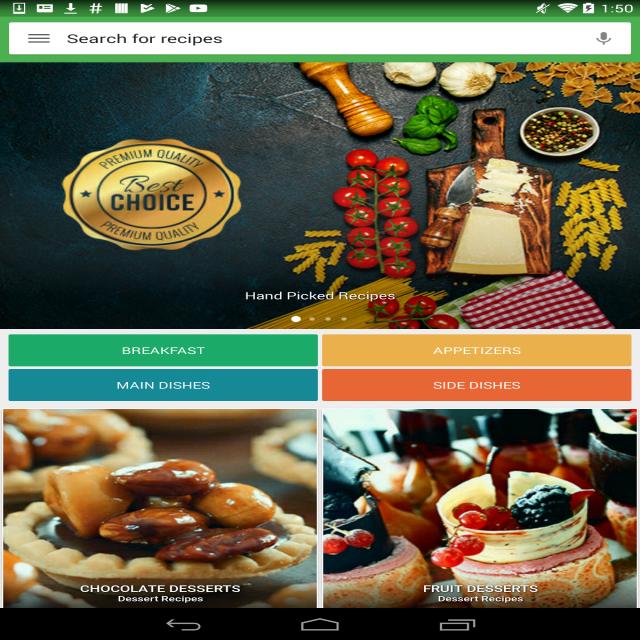 1:50
Search for recipes
PREMIUM QUALITY
Best
CHOICE
PREMIUM QUALITY
Hand Picked Recipes
BREAKFAST
APPETIZERS
MAIN DISHES
SIDE DISHES
CHOCOLATE DESSERTS
Dessert Recipes
FRUIT DESSERTS
Dessert Recipes